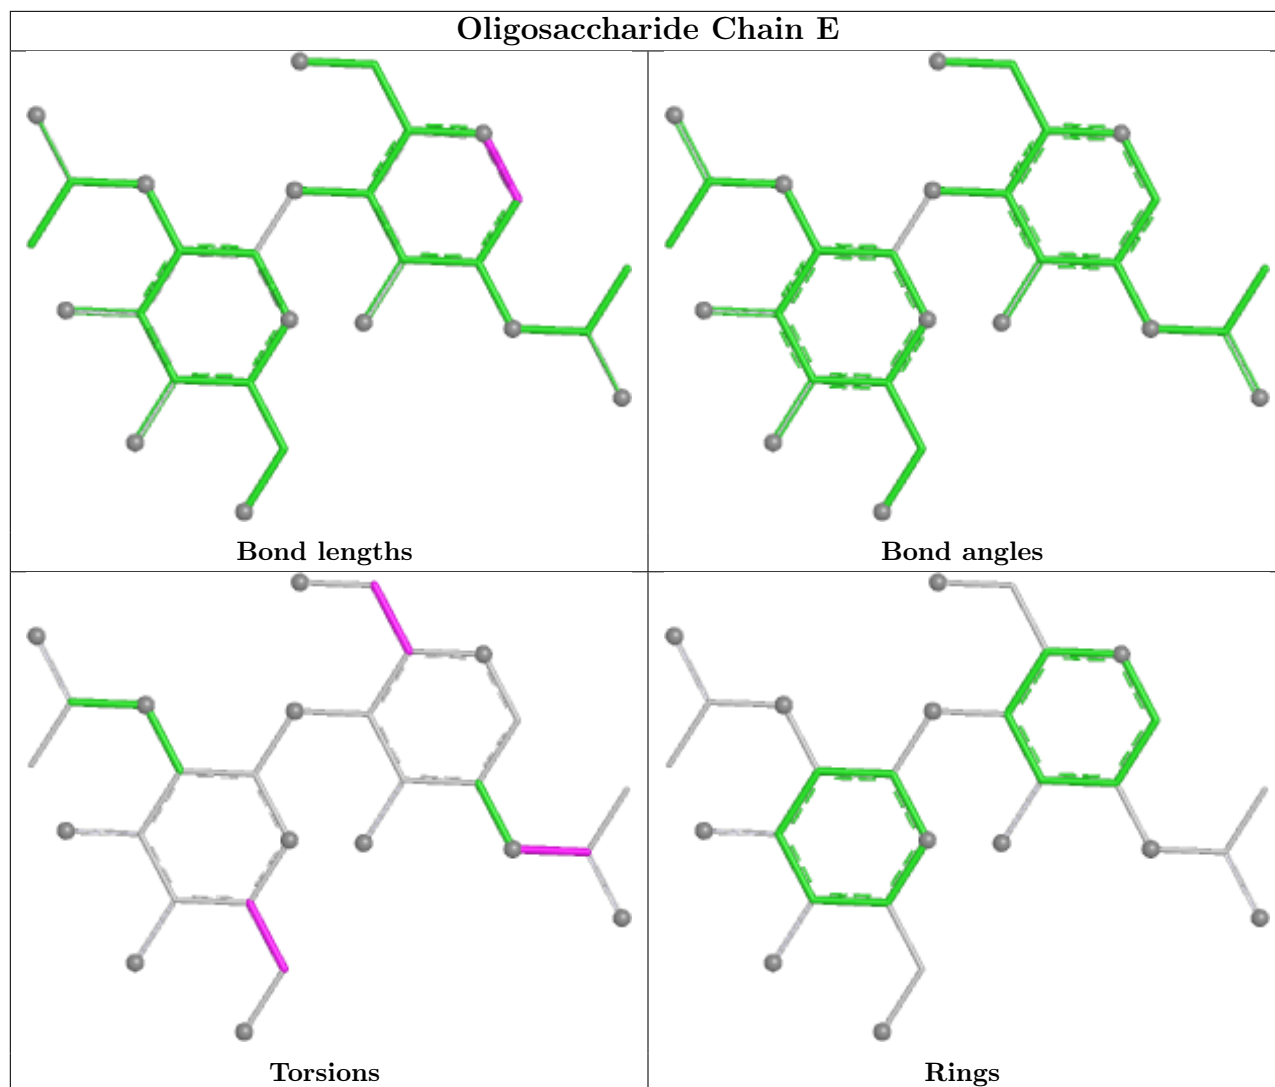 Oligosaccharide Chain E
Bond lengths
Bond angles
Torsions
Rings